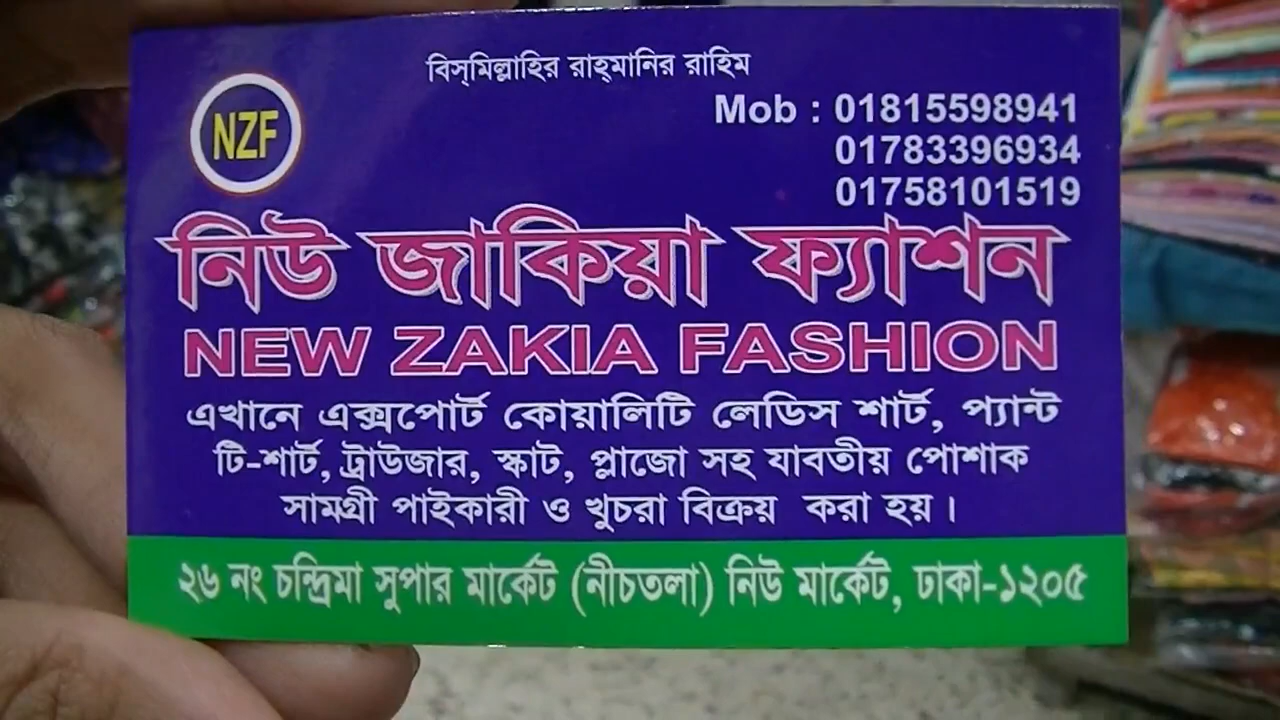 বিস্‌মিল্লাহির রাহ্‌মানির রাহিম
NZF
Mob : 01815598941
01783396934
01758101519
নিউ জাকিয়া ফ্যাশন
NEW ZAKIA FASHION
এখানে এক্সপোর্ট কোয়ালিটি লেডিস শার্ট, প্যান্ট
টি-শার্ট, ট্রাউজার, স্কাট, প্লাজো সহ যাবতীয় পোশাক
সামগ্রী পাইকারী ও খুচরা বিক্রয় করা হয়।
২৬ নং চন্দ্রিমা সুপার মার্কেট (নীচতলা) নিউ মার্কেট, ঢাকা-১২০৫